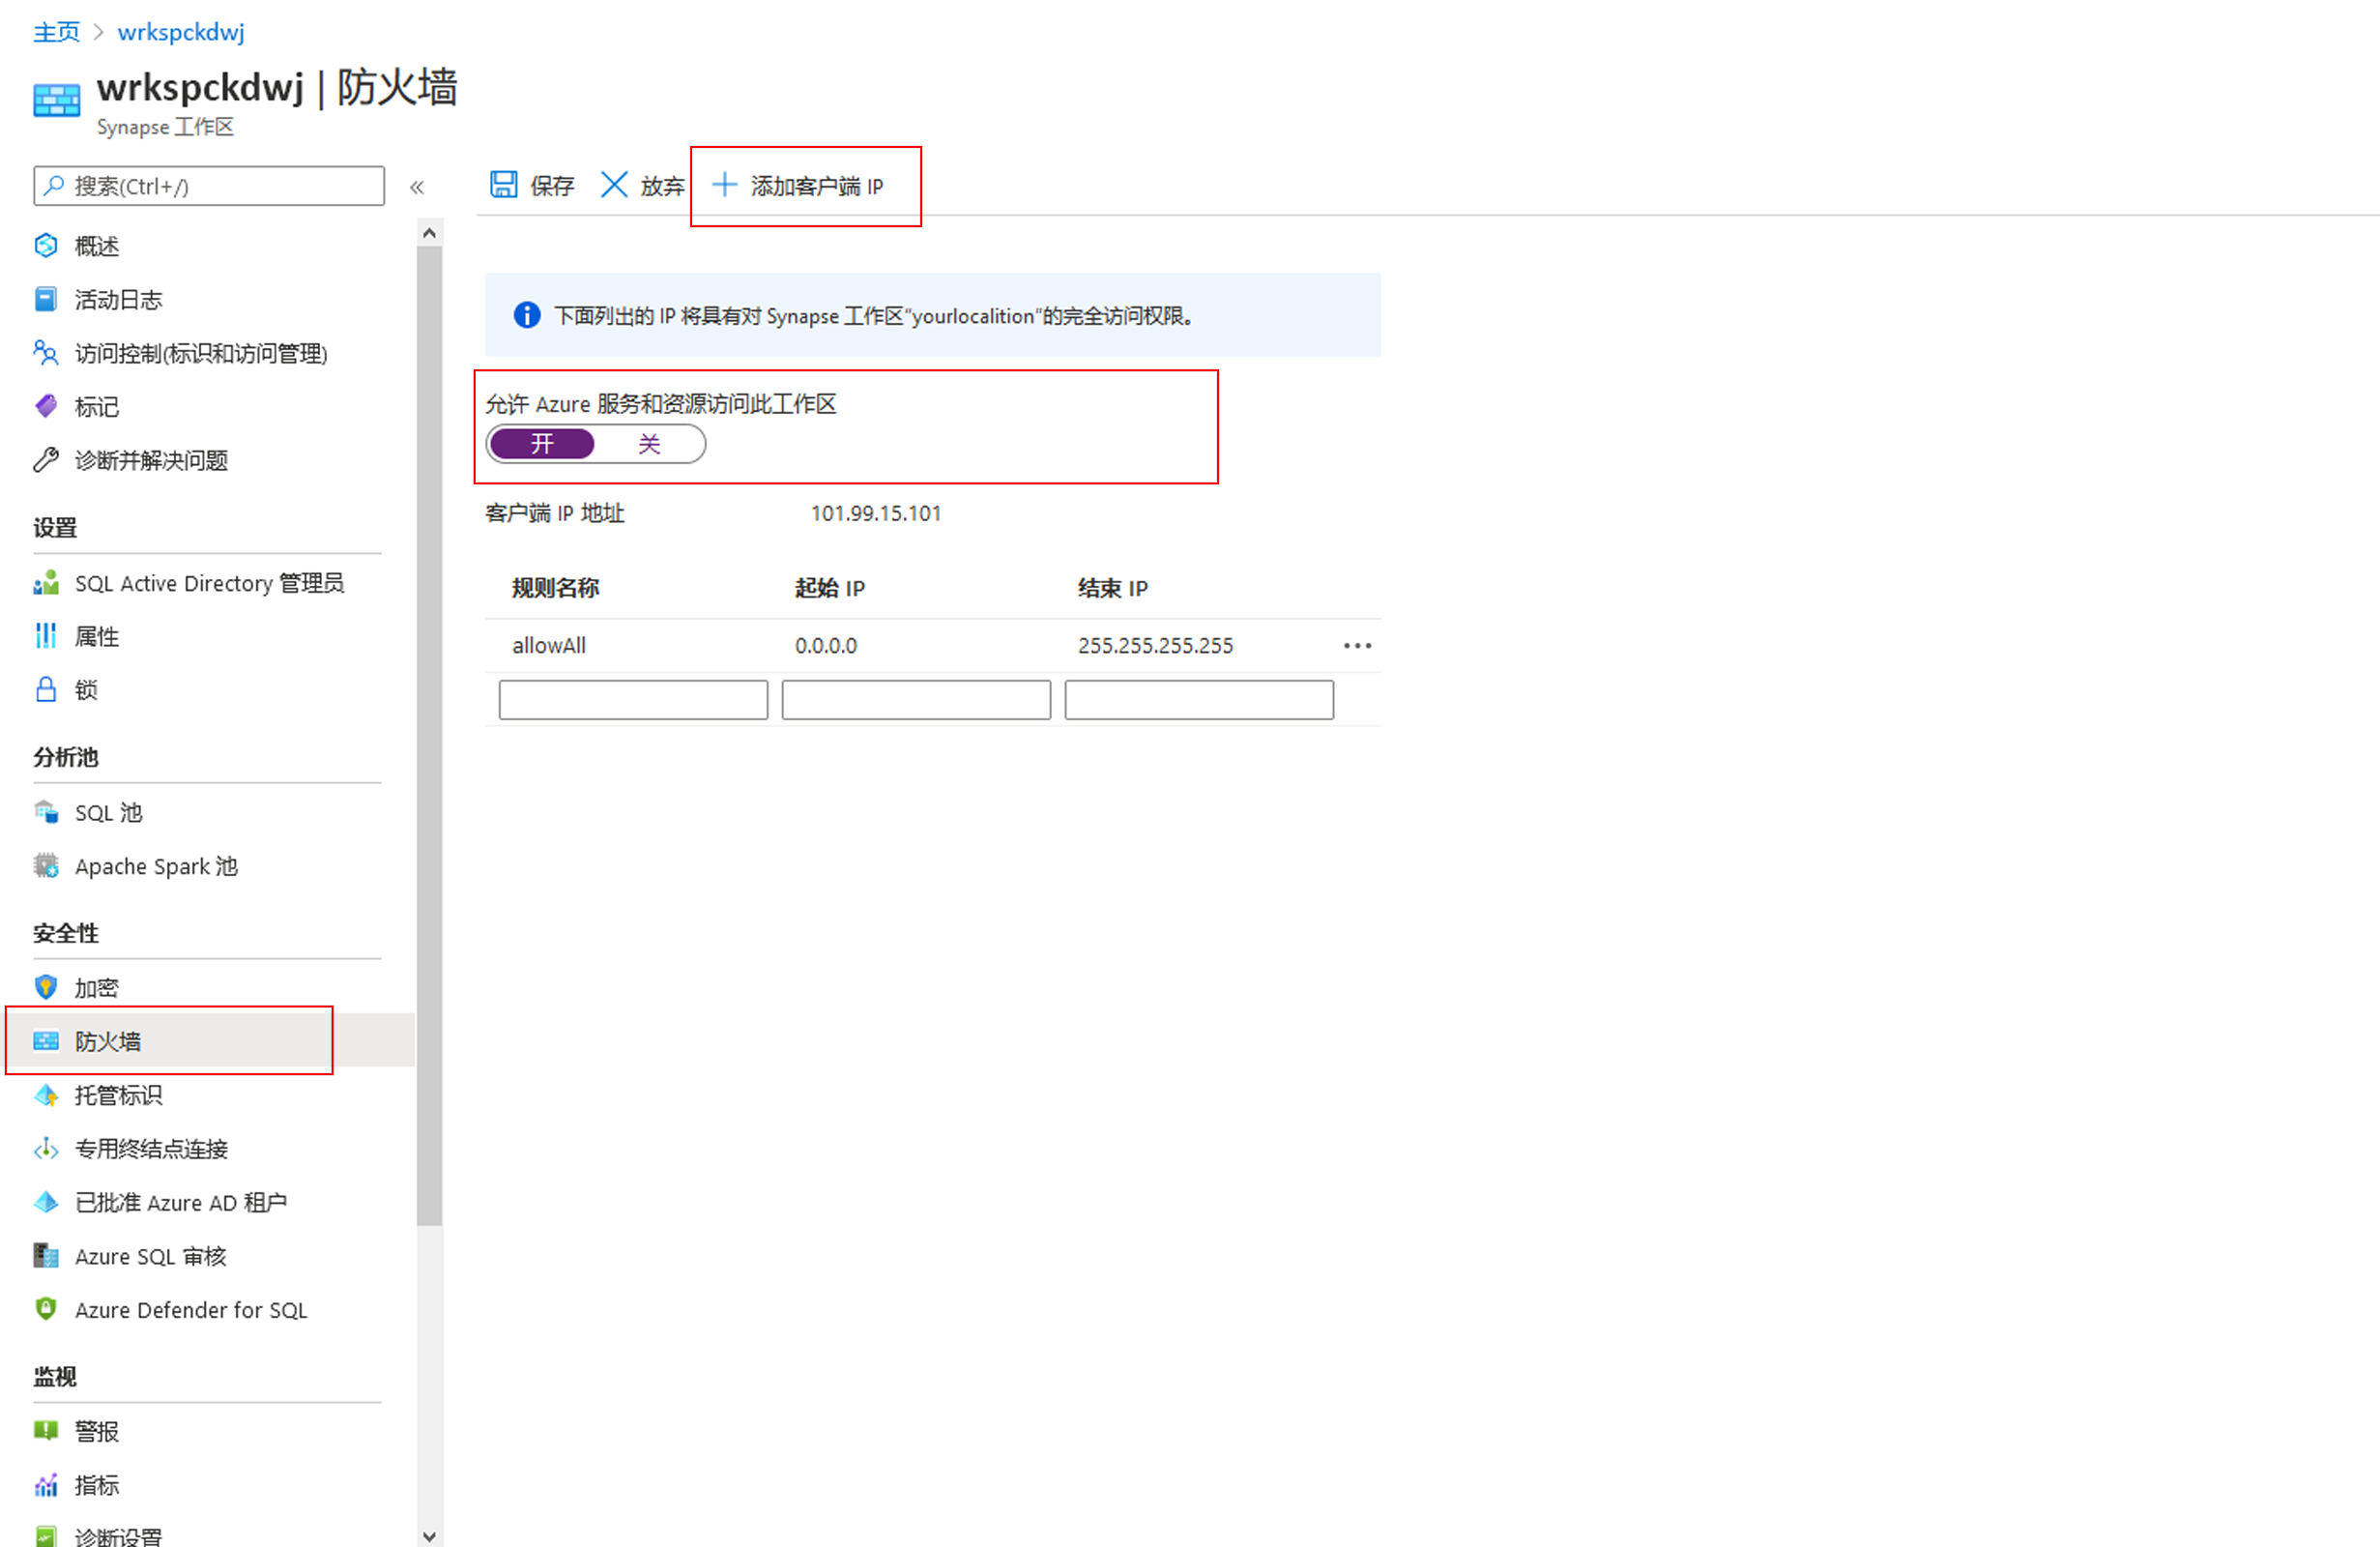 主页 > wrkspckdwj
wrkspckdwj | 防火墙
Synapse 工作区
搜索(Ctrl+/)
«
概述
活动日志
访问控制(标识和访问管理)
标记
诊断并解决问题
设置
SQL Active Directory 管理员
属性
锁
分析池
SQL 池
Apache Spark 池
安全性
加密
防火墙
托管标识
专用终结点连接
已批准 Azure AD 租户
Azure SQL 审核
Azure Defender for SQL
监视
警报
指标
诊断设置
保存 放弃 添加客户端 IP
下面列出的 IP 将具有对 Synapse 工作区“yourlocalition”的完全访问权限。
允许 Azure 服务和资源访问此工作区
开 关
客户端 IP 地址 101.99.15.101
规则名称 起始 IP 结束 IP
allowAll 0.0.0.0 255.255.255.255 •••